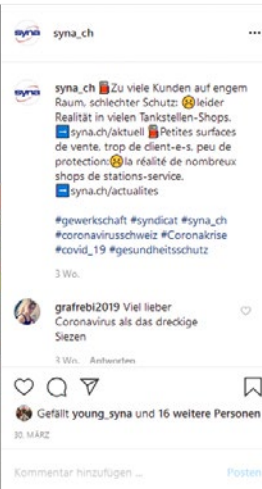 syna syna_ch ...
syna syna_ch ⛽Zu viele Kunden auf engem
Raum, schlechter Schutz: ☹️leider
Realität in vielen Tankstellen-Shops.
➡️syna.ch/aktuell ⛽Petites surfaces
de vente, trop de client-e-s, peu de
protection:☹️la réalité de nombreux
shops de stations-service.
➡️syna.ch/actualites
#gewerkschaft #syndicat #syna_ch
#coronavirusschweiz #Coronakrise
#covid_19 #gesundheitsschutz
3 Wo.
grafrebi2019 Viel lieber
Coronavirus als das dreckige
Siezen
3 Wo. Antworten
Gefällt young_syna und 16 weitere Personen
30. MÄRZ
Kommentar hinzufügen ... Posten